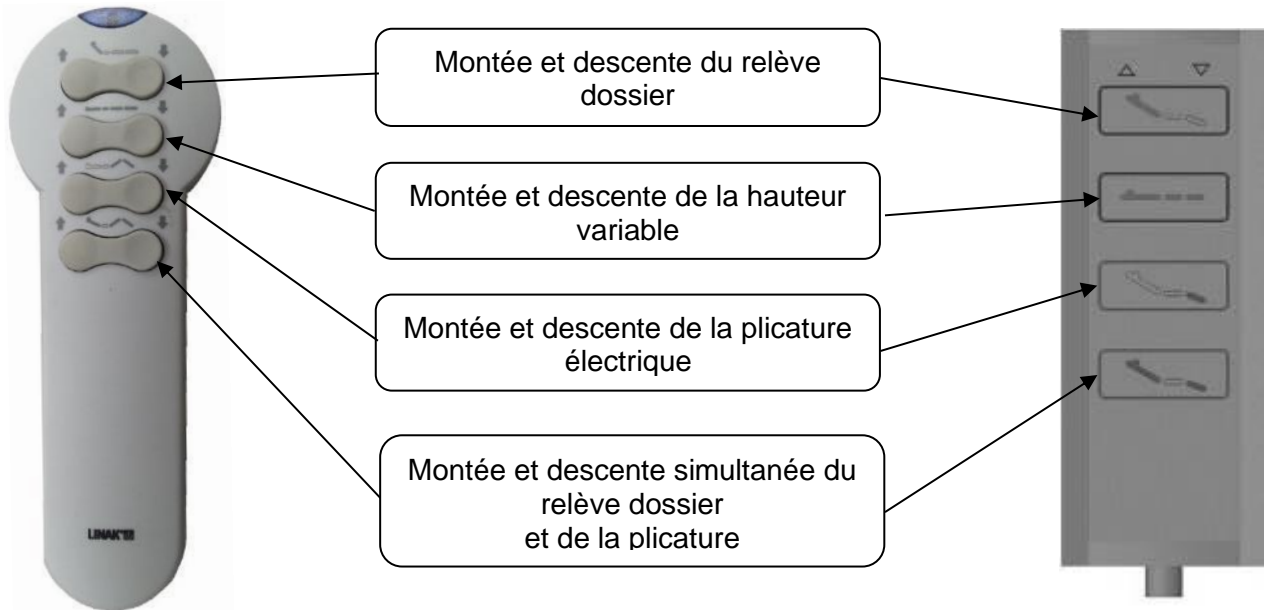 Montée et descente du relève
dossier
Montée et descente de la hauteur
variable
Montée et descente de la plicature
électrique
Montée et descente simultanée du
relève dossier
et de la plicature
LINAK